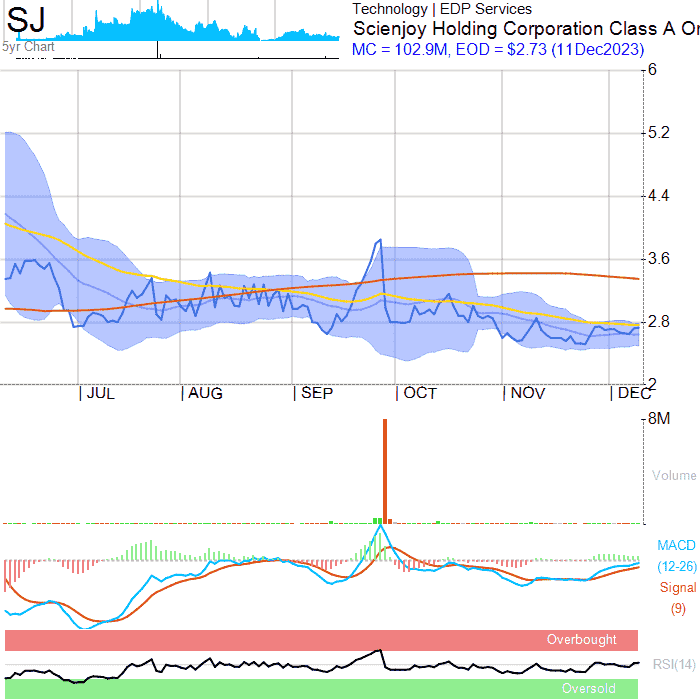 SJ
5yr Chart
Technology | EDP Services
Scienjoy Holding Corporation Class A Or
MC = 102.9M, EOD = $2.73 (11Dec2023)
6
5.2
4.4
3.6
2.8
2
| JUL | AUG | SEP | OCT | NOV | DEC
8M
Volume
MACD
(12-26)
Signal
(9)
Overbought
RSI(14)
Oversold